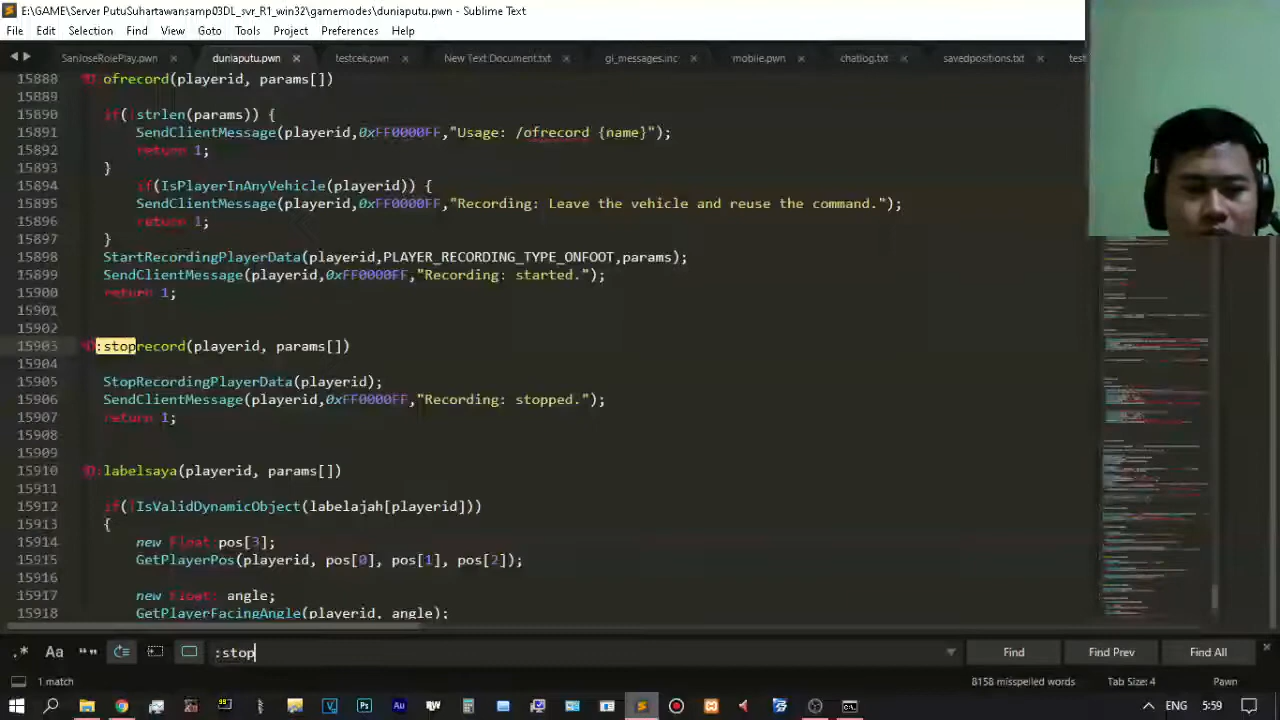 E:\GAME\Server PutuSuhartawansamp03DL_svr_R1_win32\gamemodes\duniaputu.pwn - Sublime Text
File Edit Selection Find View Goto Tools Project Preferences Help
SanJoseRolePlay.pwn duniaputu.pwn testcek.pwn New Text Document.txt gl_messages.inc mobile.pwn chatlog.txt savedpositions.txt test
15888 ofrecord(playerid, params[])
15889
15890 if(!strlen(params)) {
15891 SendClientMessage(playerid,0xFF0000FF,"Usage: /ofrecord {name}");
15892 return 1;
15893 }
15894 if(IsPlayerInAnyVehicle(playerid)) {
15895 SendClientMessage(playerid,0xFF0000FF,"Recording: Leave the vehicle and reuse the command.");
15896 return 1;
15897 }
15898 StartRecordingPlayerData(playerid,PLAYER_RECORDING_TYPE_ONFOOT,params);
15899 SendClientMessage(playerid,0xFF0000FF,"Recording: started.");
15900 return 1;
15901
15902
15903 :stoprecord(playerid, params[])
15904
15905 StopRecordingPlayerData(playerid);
15906 SendClientMessage(playerid,0xFF0000FF,"Recording: stopped.");
15907 return 1;
15908
15909
15910 :labelsaya(playerid, params[])
15911
15912 if(!IsValidDynamicObject(labelajah[playerid]))
15913 {
15914 new Float:pos[3];
15915 GetPlayerPos(playerid, pos[0], pos[1], pos[2]);
15916
15917 new Float: angle;
15918 GetPlayerFacingAngle(playerid, angle);
.* Aa "" :stop Find Find Prev Find All
1 match 8158 misspelled words Tab Size: 4 Pawn
ENG 5:59